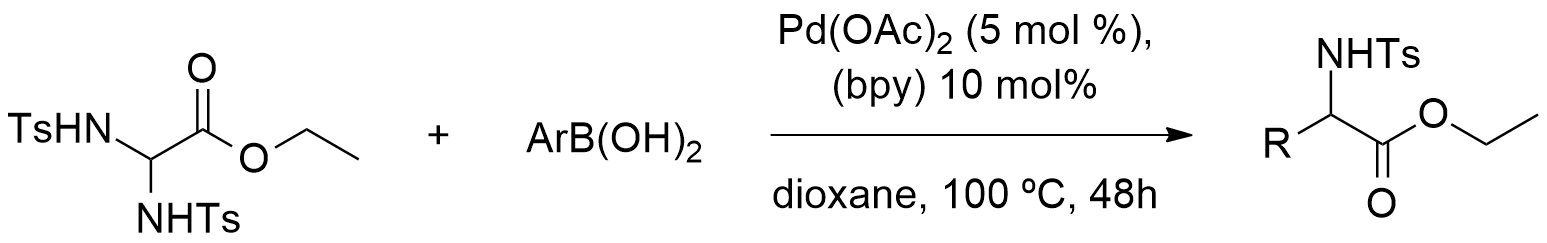 Pd(OAc)2 (5 mol %),
(bpy) 10 mol%
dioxane, 100 ºC, 48h
TsHN
O
O
NHTs
+
ArB(OH)2
NHTs
R
O
O